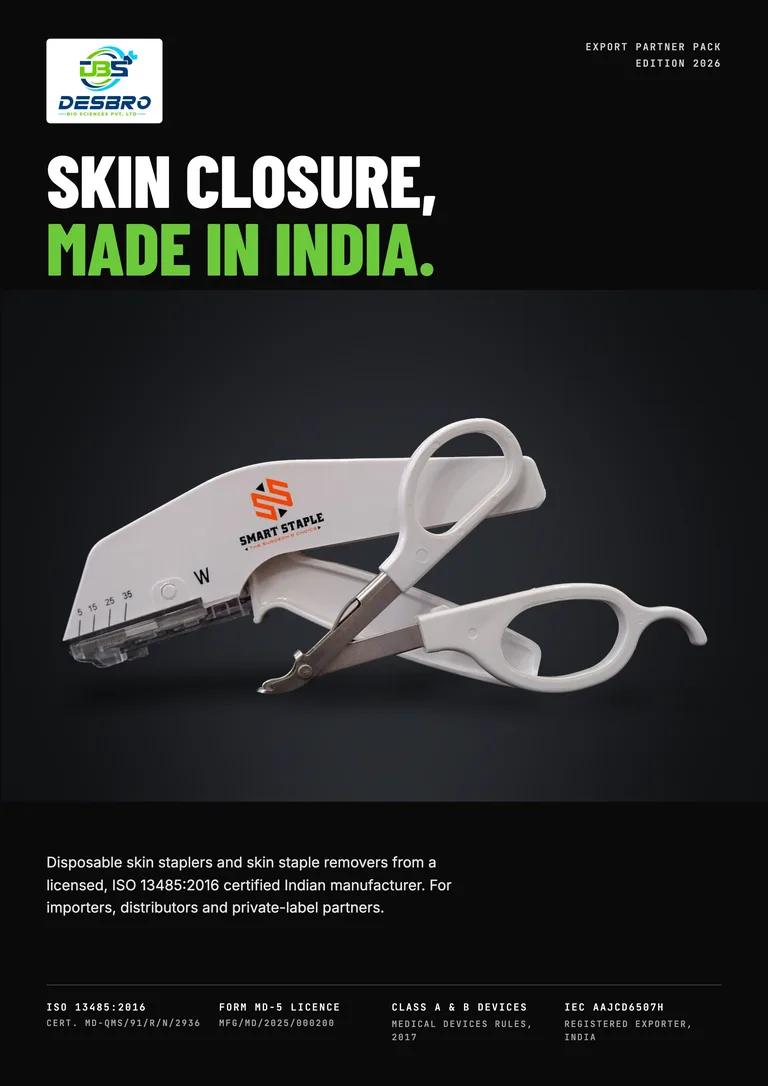 DBS
DESBRO
BIO SCIENCES PVT. LTD
EXPORT PARTNER PACK
EDITION 2026
SKIN CLOSURE,
MADE IN INDIA.
SMART STAPLE
THE SURGEON'S CHOICE
W
5 15 25 35
Disposable skin staplers and skin staple removers from a
licensed, ISO 13485:2016 certified Indian manufacturer. For
importers, distributors and private-label partners.
ISO 13485:2016
CERT. MD-QMS/91/R/N/2936
FORM MD-5 LICENCE
MFG/MD/2025/000200
CLASS A & B DEVICES
MEDICAL DEVICES RULES,
2017
IEC AAJCD6507H
REGISTERED EXPORTER,
INDIA